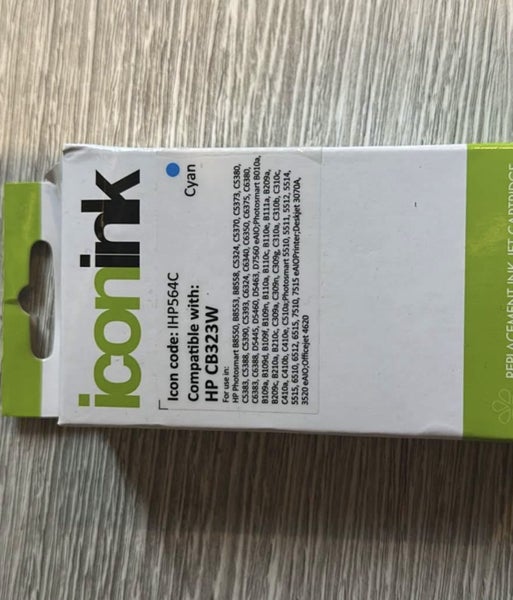 iconink
Icon code: IHP564C
Cyan
Compatible with:
HP CB323W
For use in:
HP Photosmart B8550, B8553, B8558, C5324, C5370, C5373, C5380,
C5383, C5388, C5390, C5393, C6324, C6340, C6350, C6375, C6380,
C6383, C6388, D5445, D5460, D5463, D7560 eAIO;Photosmart B010a,
B109a, B109d, B109f, B109n, B110a, B110c, B110e, B111a, B209a,
B209c, B210a, B210c, C309a, C309n, C309g, C310a, C310b, C310c,
C410a, C410b, C410e, C510a;Photosmart 5510, 5511, 5512, 5514,
5515, 6510, 6512, 6515, 7510, 7515 eAIOPrinter;Deskjet 3070A,
3520 eAIO;Officejet 4620
REPLACEMENT INK JET CARTRIDGE